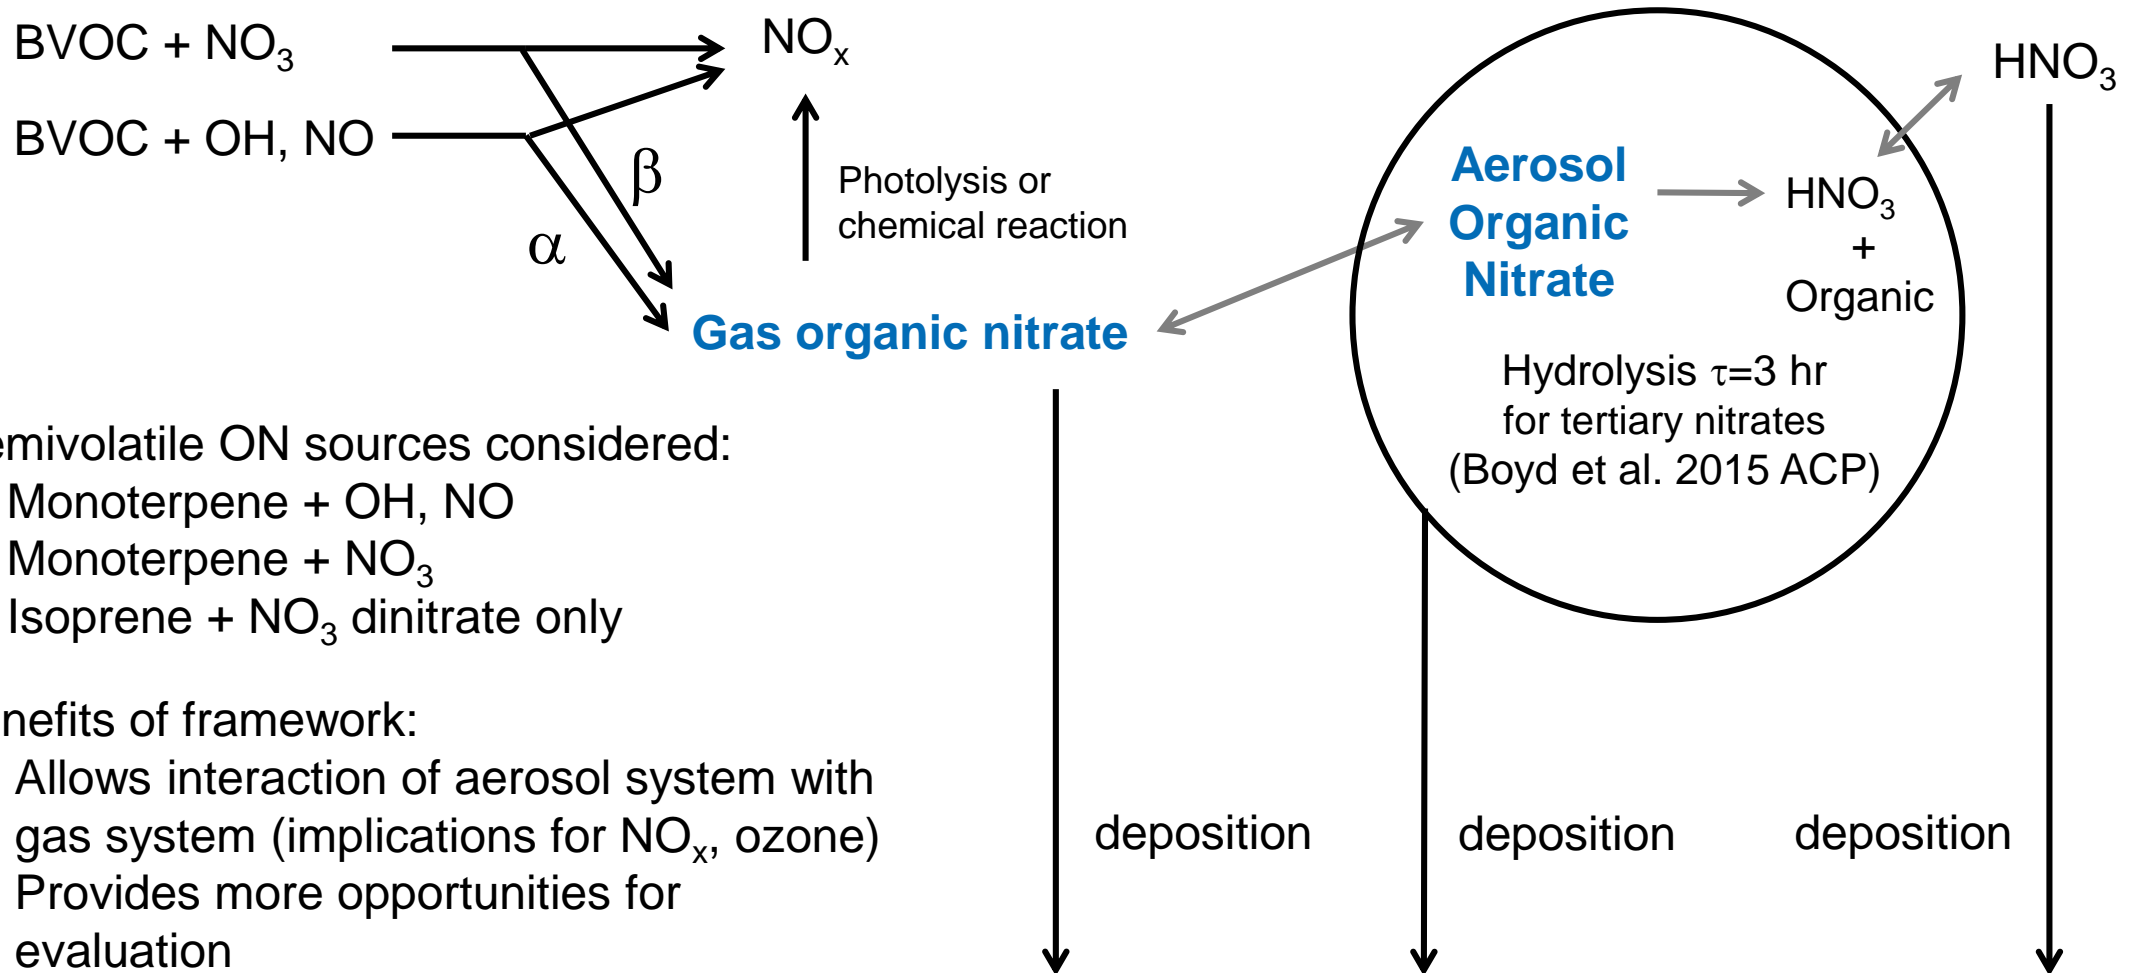 BVOC + NO₃
NOₓ
HNO₃
BVOC + OH, NO
β
α
Photolysis or
chemical reaction
Gas organic nitrate
Aerosol
Organic
Nitrate
HNO₃
+
Organic
Hydrolysis τ=3 hr
for tertiary nitrates
(Boyd et al. 2015 ACP)
emivolatile ON sources considered:
Monoterpene + OH, NO
Monoterpene + NO₃
Isoprene + NO₃ dinitrate only
nefits of framework:
Allows interaction of aerosol system with
gas system (implications for NOₓ, ozone)
Provides more opportunities for
evaluation
deposition
deposition
deposition